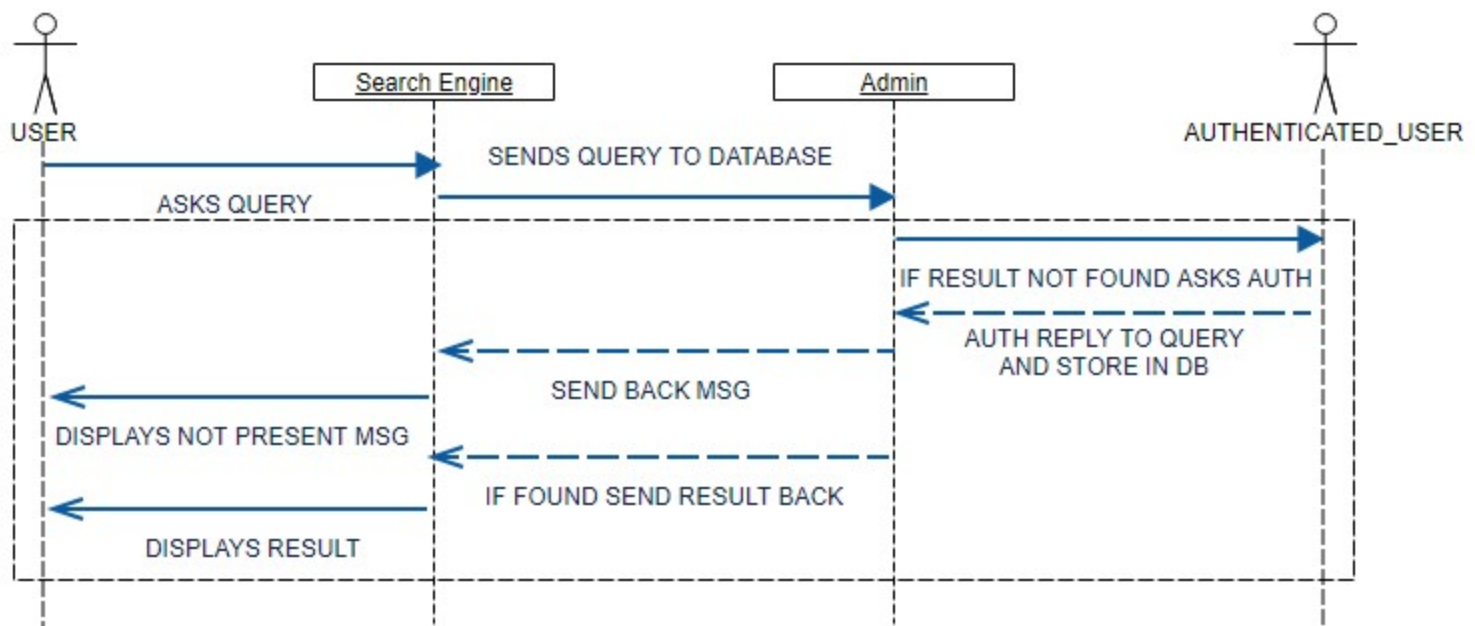 Search Engine
Admin
USER
AUTHENTICATED_USER
SENDS QUERY TO DATABASE
ASKS QUERY
IF RESULT NOT FOUND ASKS AUTH
AUTH REPLY TO QUERY
AND STORE IN DB
SEND BACK MSG
DISPLAYS NOT PRESENT MSG
IF FOUND SEND RESULT BACK
DISPLAYS RESULT